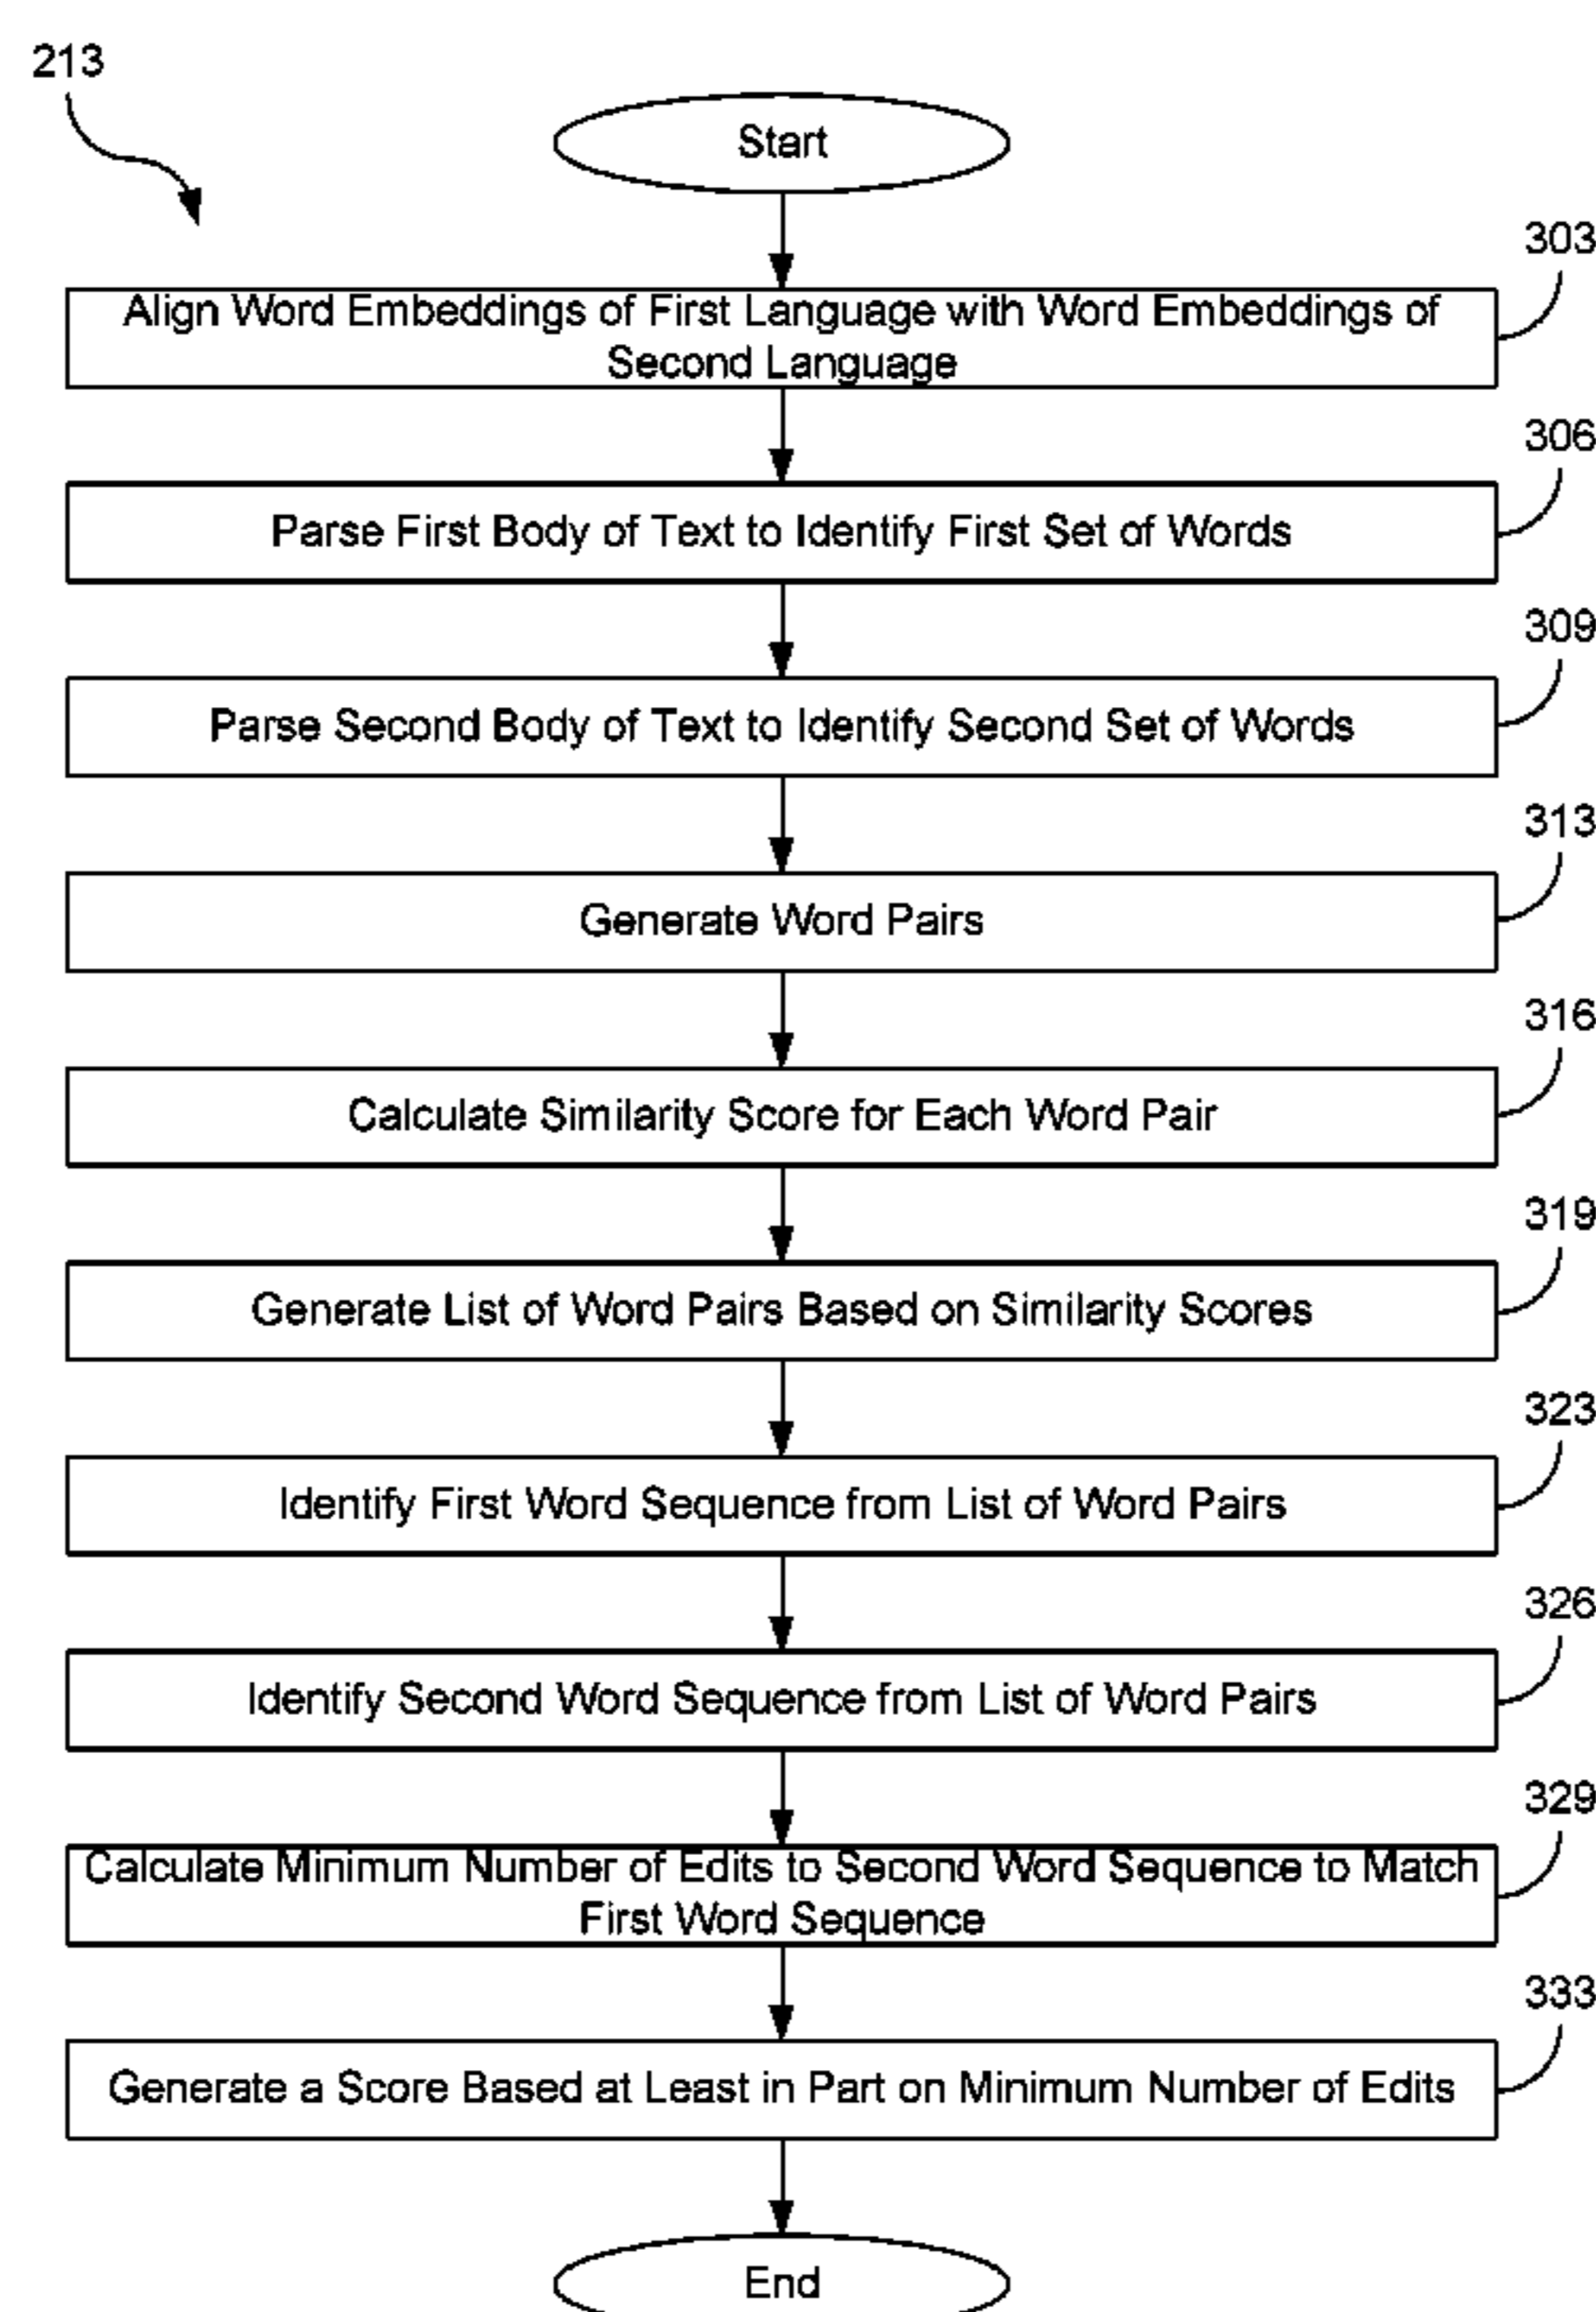 213
Start
303
Align Word Embeddings of First Language with Word Embeddings of
Second Language
306
Parse First Body of Text to Identify First Set of Words
309
Parse Second Body of Text to Identify Second Set of Words
313
Generate Word Pairs
316
Calculate Similarity Score for Each Word Pair
319
Generate List of Word Pairs Based on Similarity Scores
323
Identify First Word Sequence from List of Word Pairs
326
Identify Second Word Sequence from List of Word Pairs
329
Calculate Minimum Number of Edits to Second Word Sequence to Match
First Word Sequence
333
Generate a Score Based at Least in Part on Minimum Number of Edits
End